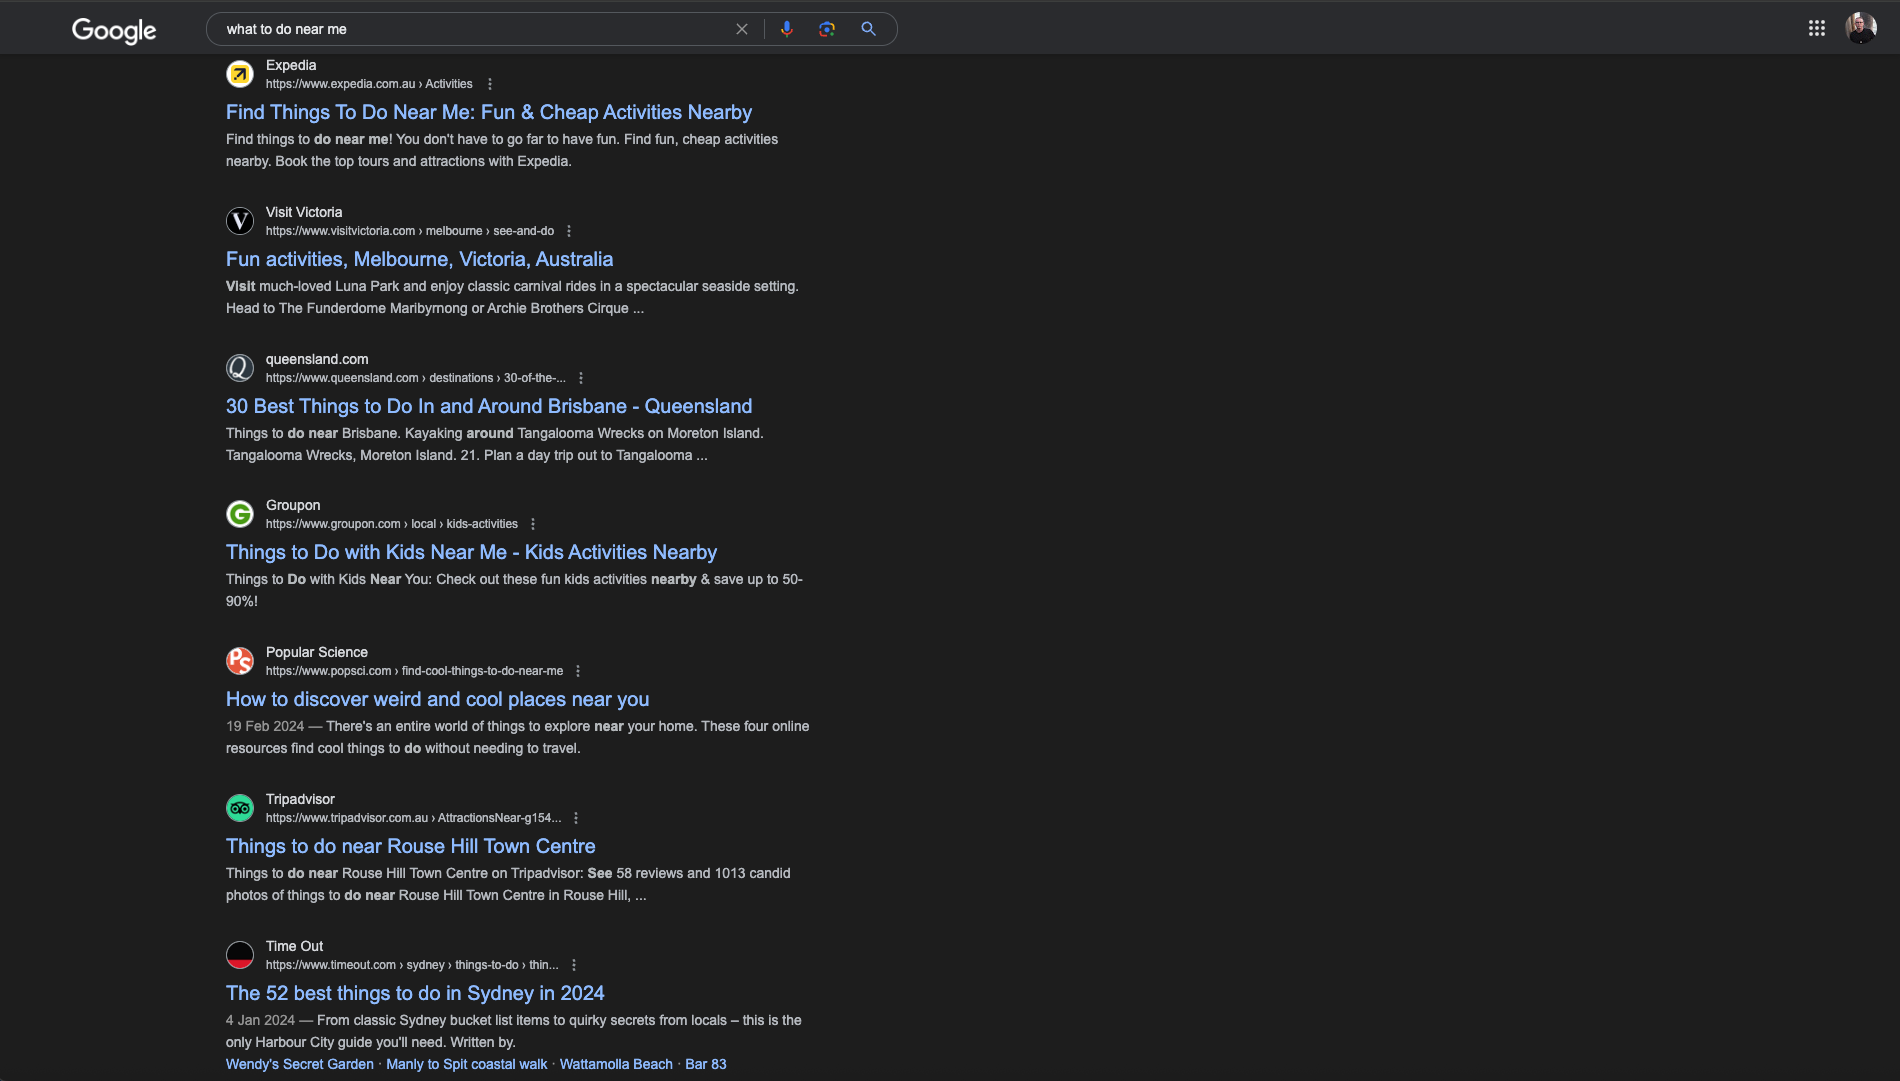 Google
what to do near me
Expedia
https://www.expedia.com.au › Activities
Find Things To Do Near Me: Fun & Cheap Activities Nearby
Find things to do near me! You don't have to go far to have fun. Find fun, cheap activities
nearby. Book the top tours and attractions with Expedia.
V
Visit Victoria
https://www.visitvictoria.com › melbourne › see-and-do
Fun activities, Melbourne, Victoria, Australia
Visit much-loved Luna Park and enjoy classic carnival rides in a spectacular seaside setting.
Head to The Funderdome Maribyrnong or Archie Brothers Cirque ...
Q
queensland.com
https://www.queensland.com › destinations › 30-of-the-...
30 Best Things to Do In and Around Brisbane - Queensland
Things to do near Brisbane. Kayaking around Tangalooma Wrecks on Moreton Island.
Tangalooma Wrecks, Moreton Island. 21. Plan a day trip out to Tangalooma ...
G
Groupon
https://www.groupon.com › local › kids-activities
Things to Do with Kids Near Me - Kids Activities Nearby
Things to Do with Kids Near You: Check out these fun kids activities nearby & save up to 50-
90%!
PS
Popular Science
https://www.popsci.com › find-cool-things-to-do-near-me
How to discover weird and cool places near you
19 Feb 2024 — There's an entire world of things to explore near your home. These four online
resources find cool things to do without needing to travel.
Tripadvisor
https://www.tripadvisor.com.au › AttractionsNear-g154...
Things to do near Rouse Hill Town Centre
Things to do near Rouse Hill Town Centre on Tripadvisor: See 58 reviews and 1013 candid
photos of things to do near Rouse Hill Town Centre in Rouse Hill, ...
Time Out
https://www.timeout.com › sydney › things-to-do › thin...
The 52 best things to do in Sydney in 2024
4 Jan 2024 — From classic Sydney bucket list items to quirky secrets from locals – this is the
only Harbour City guide you'll need. Written by.
Wendy's Secret Garden · Manly to Spit coastal walk · Wattamolla Beach · Bar 83